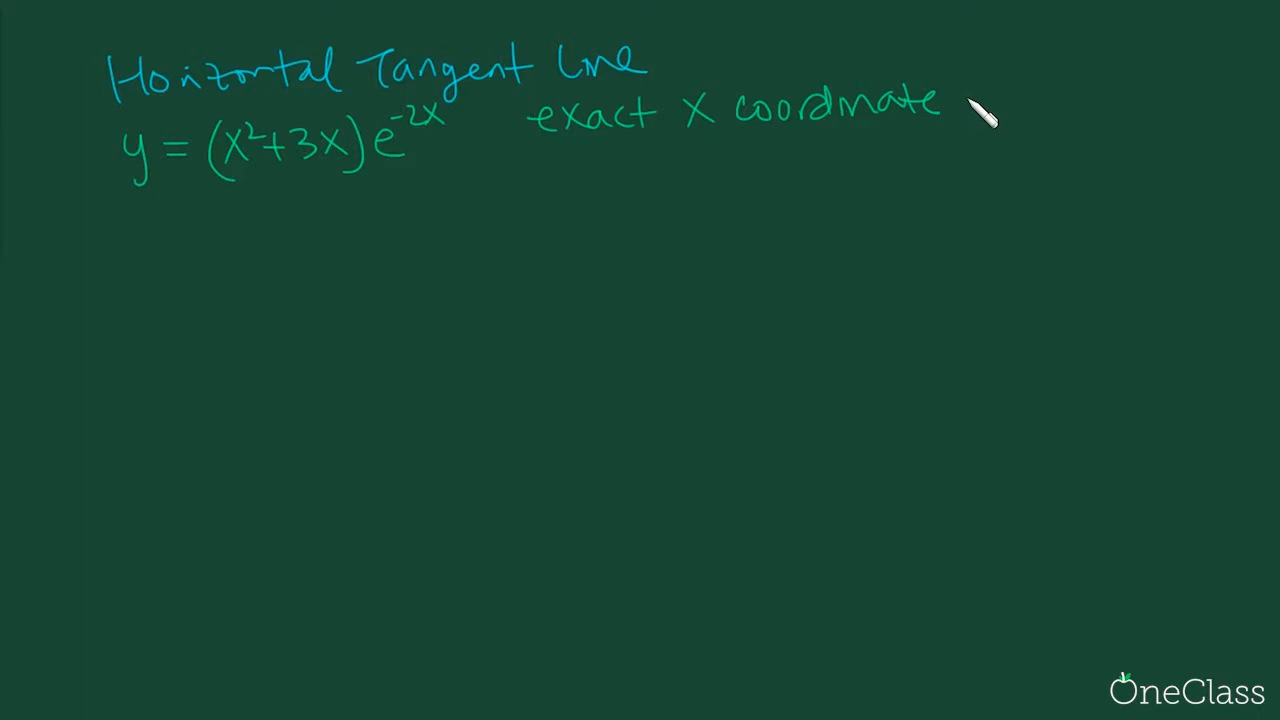 Horizontal Tangent Line
y = (x²+3x)e⁻²ˣ exact x coordinate
OneClass